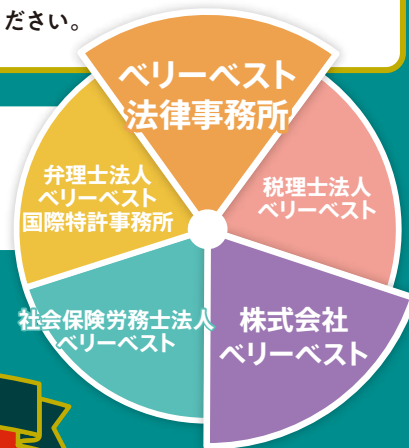 ださい。
ベリーベスト
法律事務所
弁理士法人
ベリーベスト
国際特許事務所
税理士法人
ベリーベスト
社会保険労務士法人
ベリーベスト
株式会社
ベリーベスト